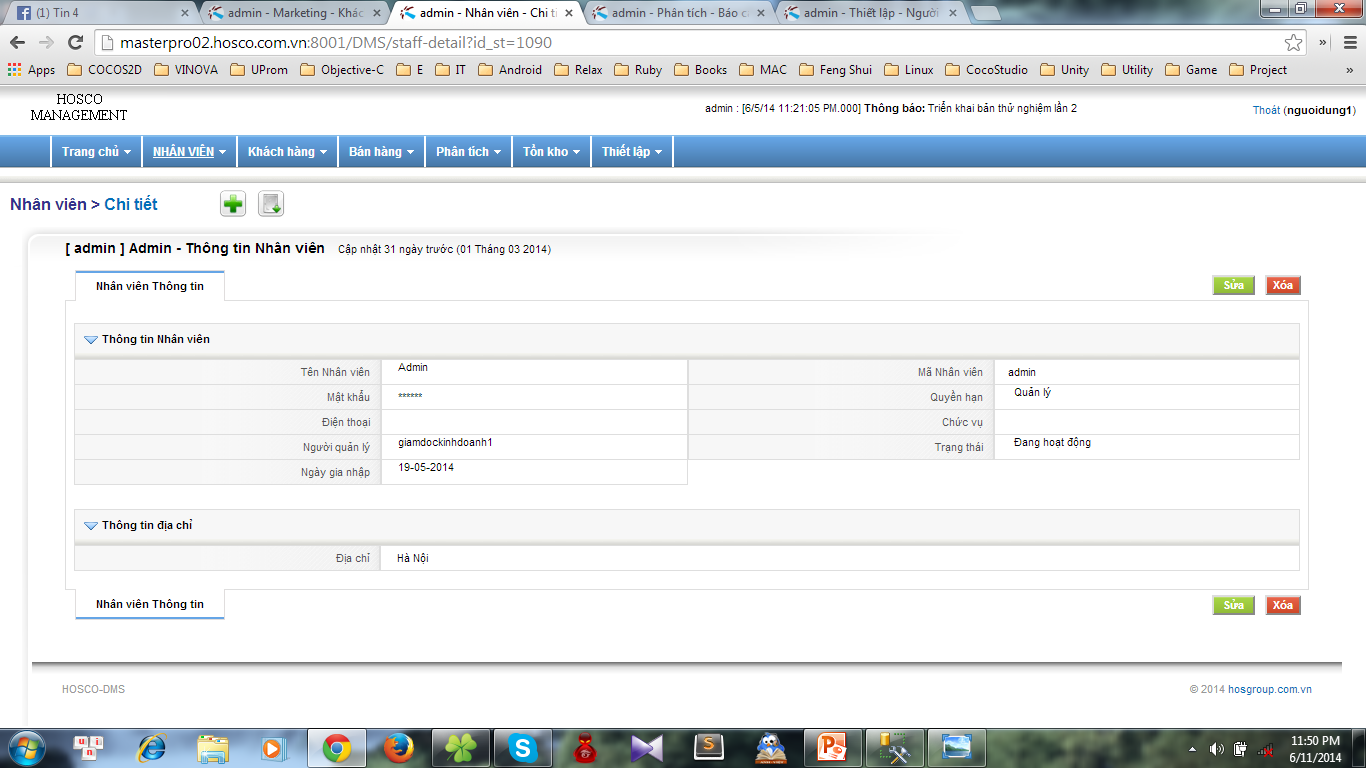 (1) Tin 4
admin - Marketing - Khác
admin - Nhân viên - Chi ti
admin - Phân tích - Báo c
admin - Thiết lập - Người
masterpro02.hosco.com.vn:8001/DMS/staff-detail?id_st=1090
Apps COCOS2D VINOVA UProm Objective-C E IT Android Relax Ruby Books MAC Feng Shui Linux CocoStudio Unity Utility Game Project »
HOSCO
MANAGEMENT
admin : [6/5/14 11:21:05 PM.000] Thông báo: Triển khai bản thử nghiệm lần 2
Thoát (nguoidung1)
Trang chủ NHÂN VIÊN Khách hàng Bán hàng Phân tích Tồn kho Thiết lập
Nhân viên > Chi tiết
[ admin ] Admin - Thông tin Nhân viên Cập nhật 31 ngày trước (01 Tháng 03 2014)
Nhân viên Thông tin
Sửa Xóa
Thông tin Nhân viên
Tên Nhân viên Admin Mã Nhân viên admin
Mật khẩu ****** Quyền hạn Quản lý
Điện thoại Chức vụ
Người quản lý giamdockinhdoanh1 Trạng thái Đang hoạt động
Ngày gia nhập 19-05-2014
Thông tin địa chỉ
Địa chỉ Hà Nội
Nhân viên Thông tin
Sửa Xóa
HOSCO-DMS © 2014 hosgroup.com.vn
11:50 PM
6/11/2014